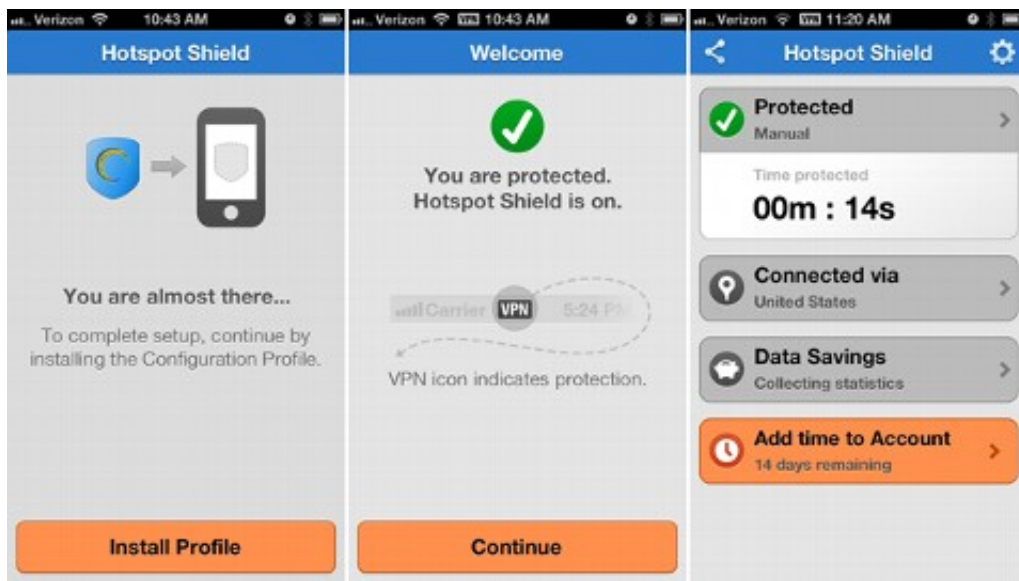 Verizon 10:43 AM
Hotspot Shield
You are almost there...
To complete setup, continue by
installing the Configuration Profile.
Install Profile
Verizon VPN 10:43 AM
Welcome
You are protected.
Hotspot Shield is on.
Carrier VPN 5:24 PM
VPN icon indicates protection.
Continue
Verizon VPN 11:20 AM
Hotspot Shield
Protected
Manual
Time protected
00m : 14s
Connected via
United States
Data Savings
Collecting statistics
Add time to Account
14 days remaining